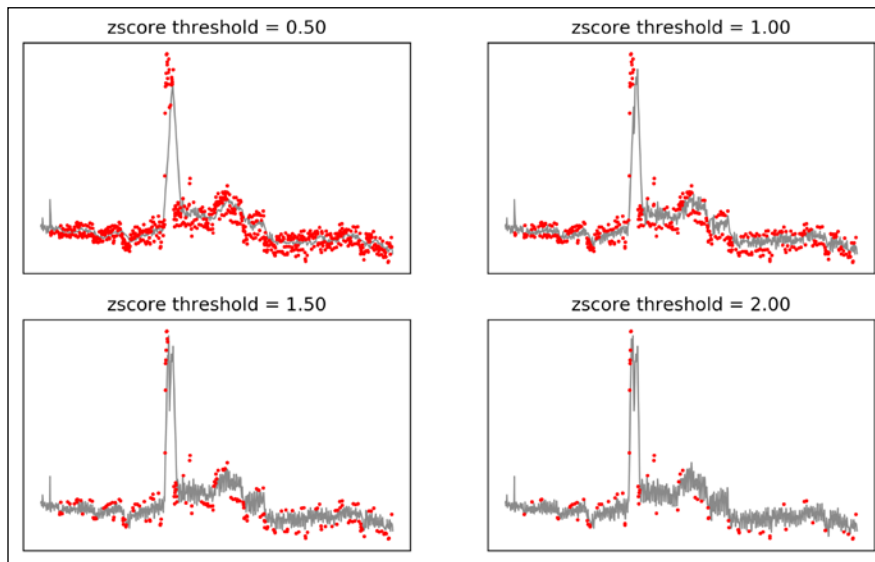 zscore threshold = 0.50
zscore threshold = 1.00
zscore threshold = 1.50
zscore threshold = 2.00